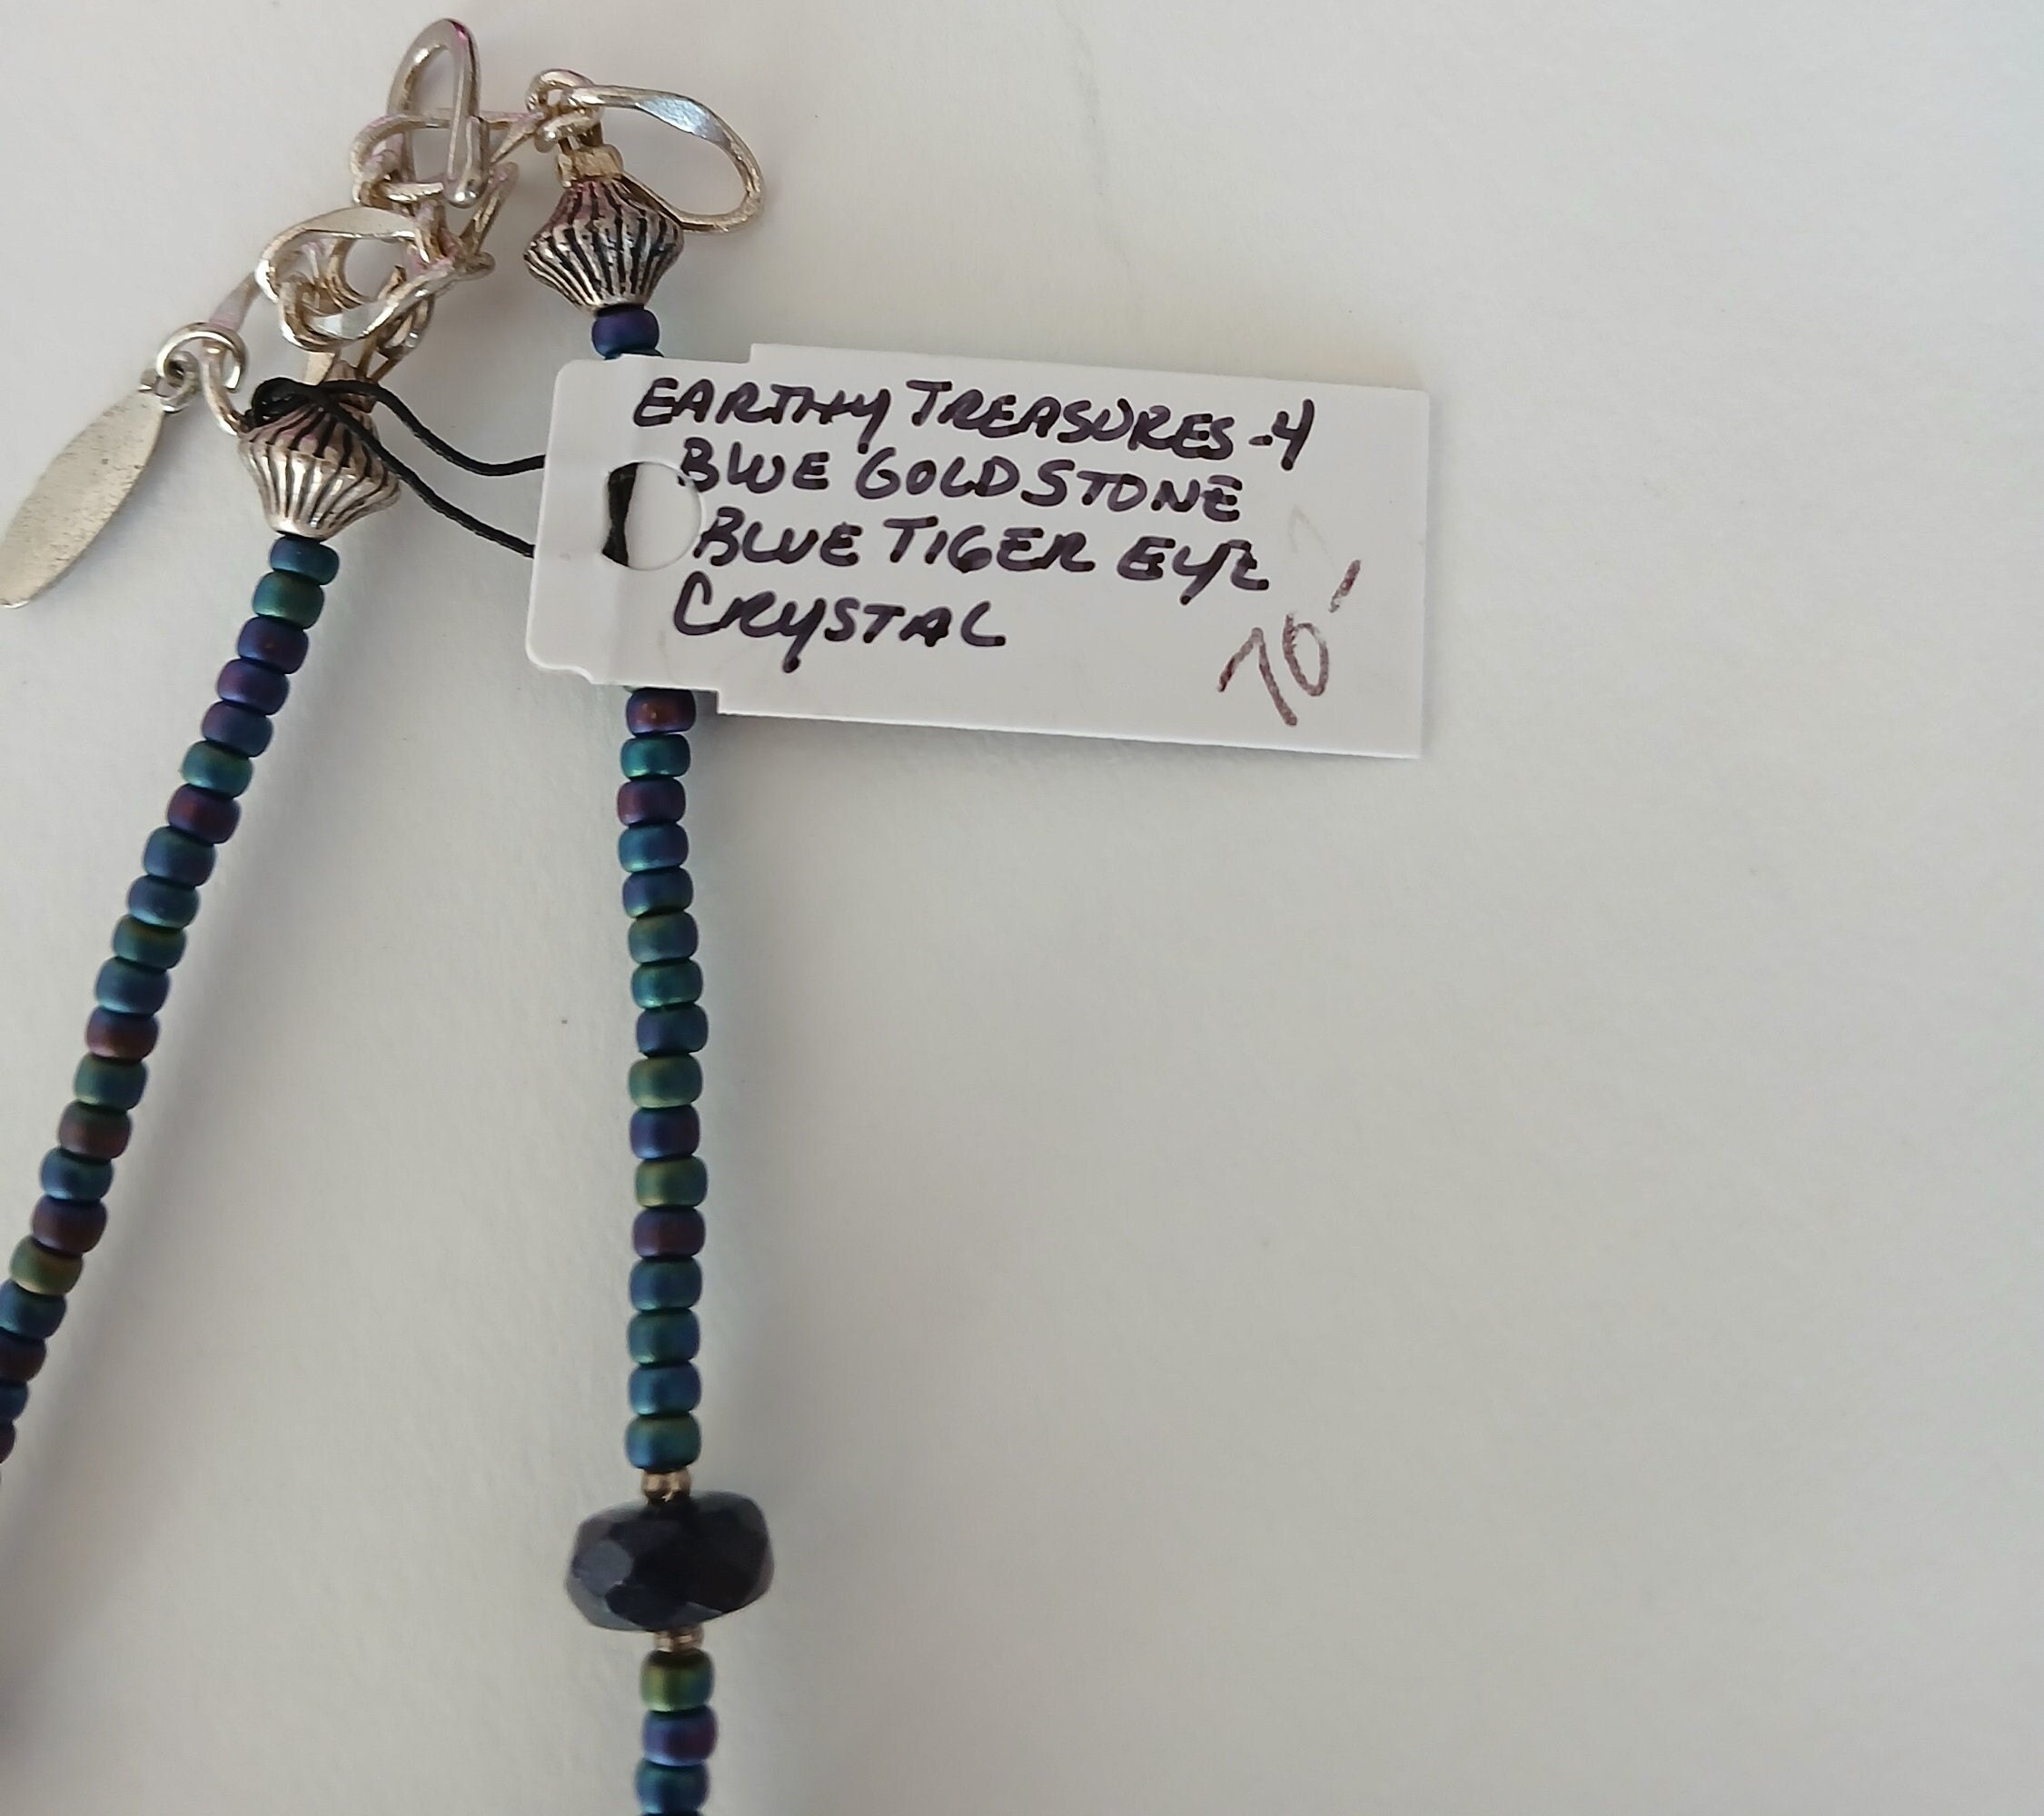 EARTHY TREASURES-4
BLUE GOLDSTONE
BLUE TIGER EYE
CRYSTAL
70-